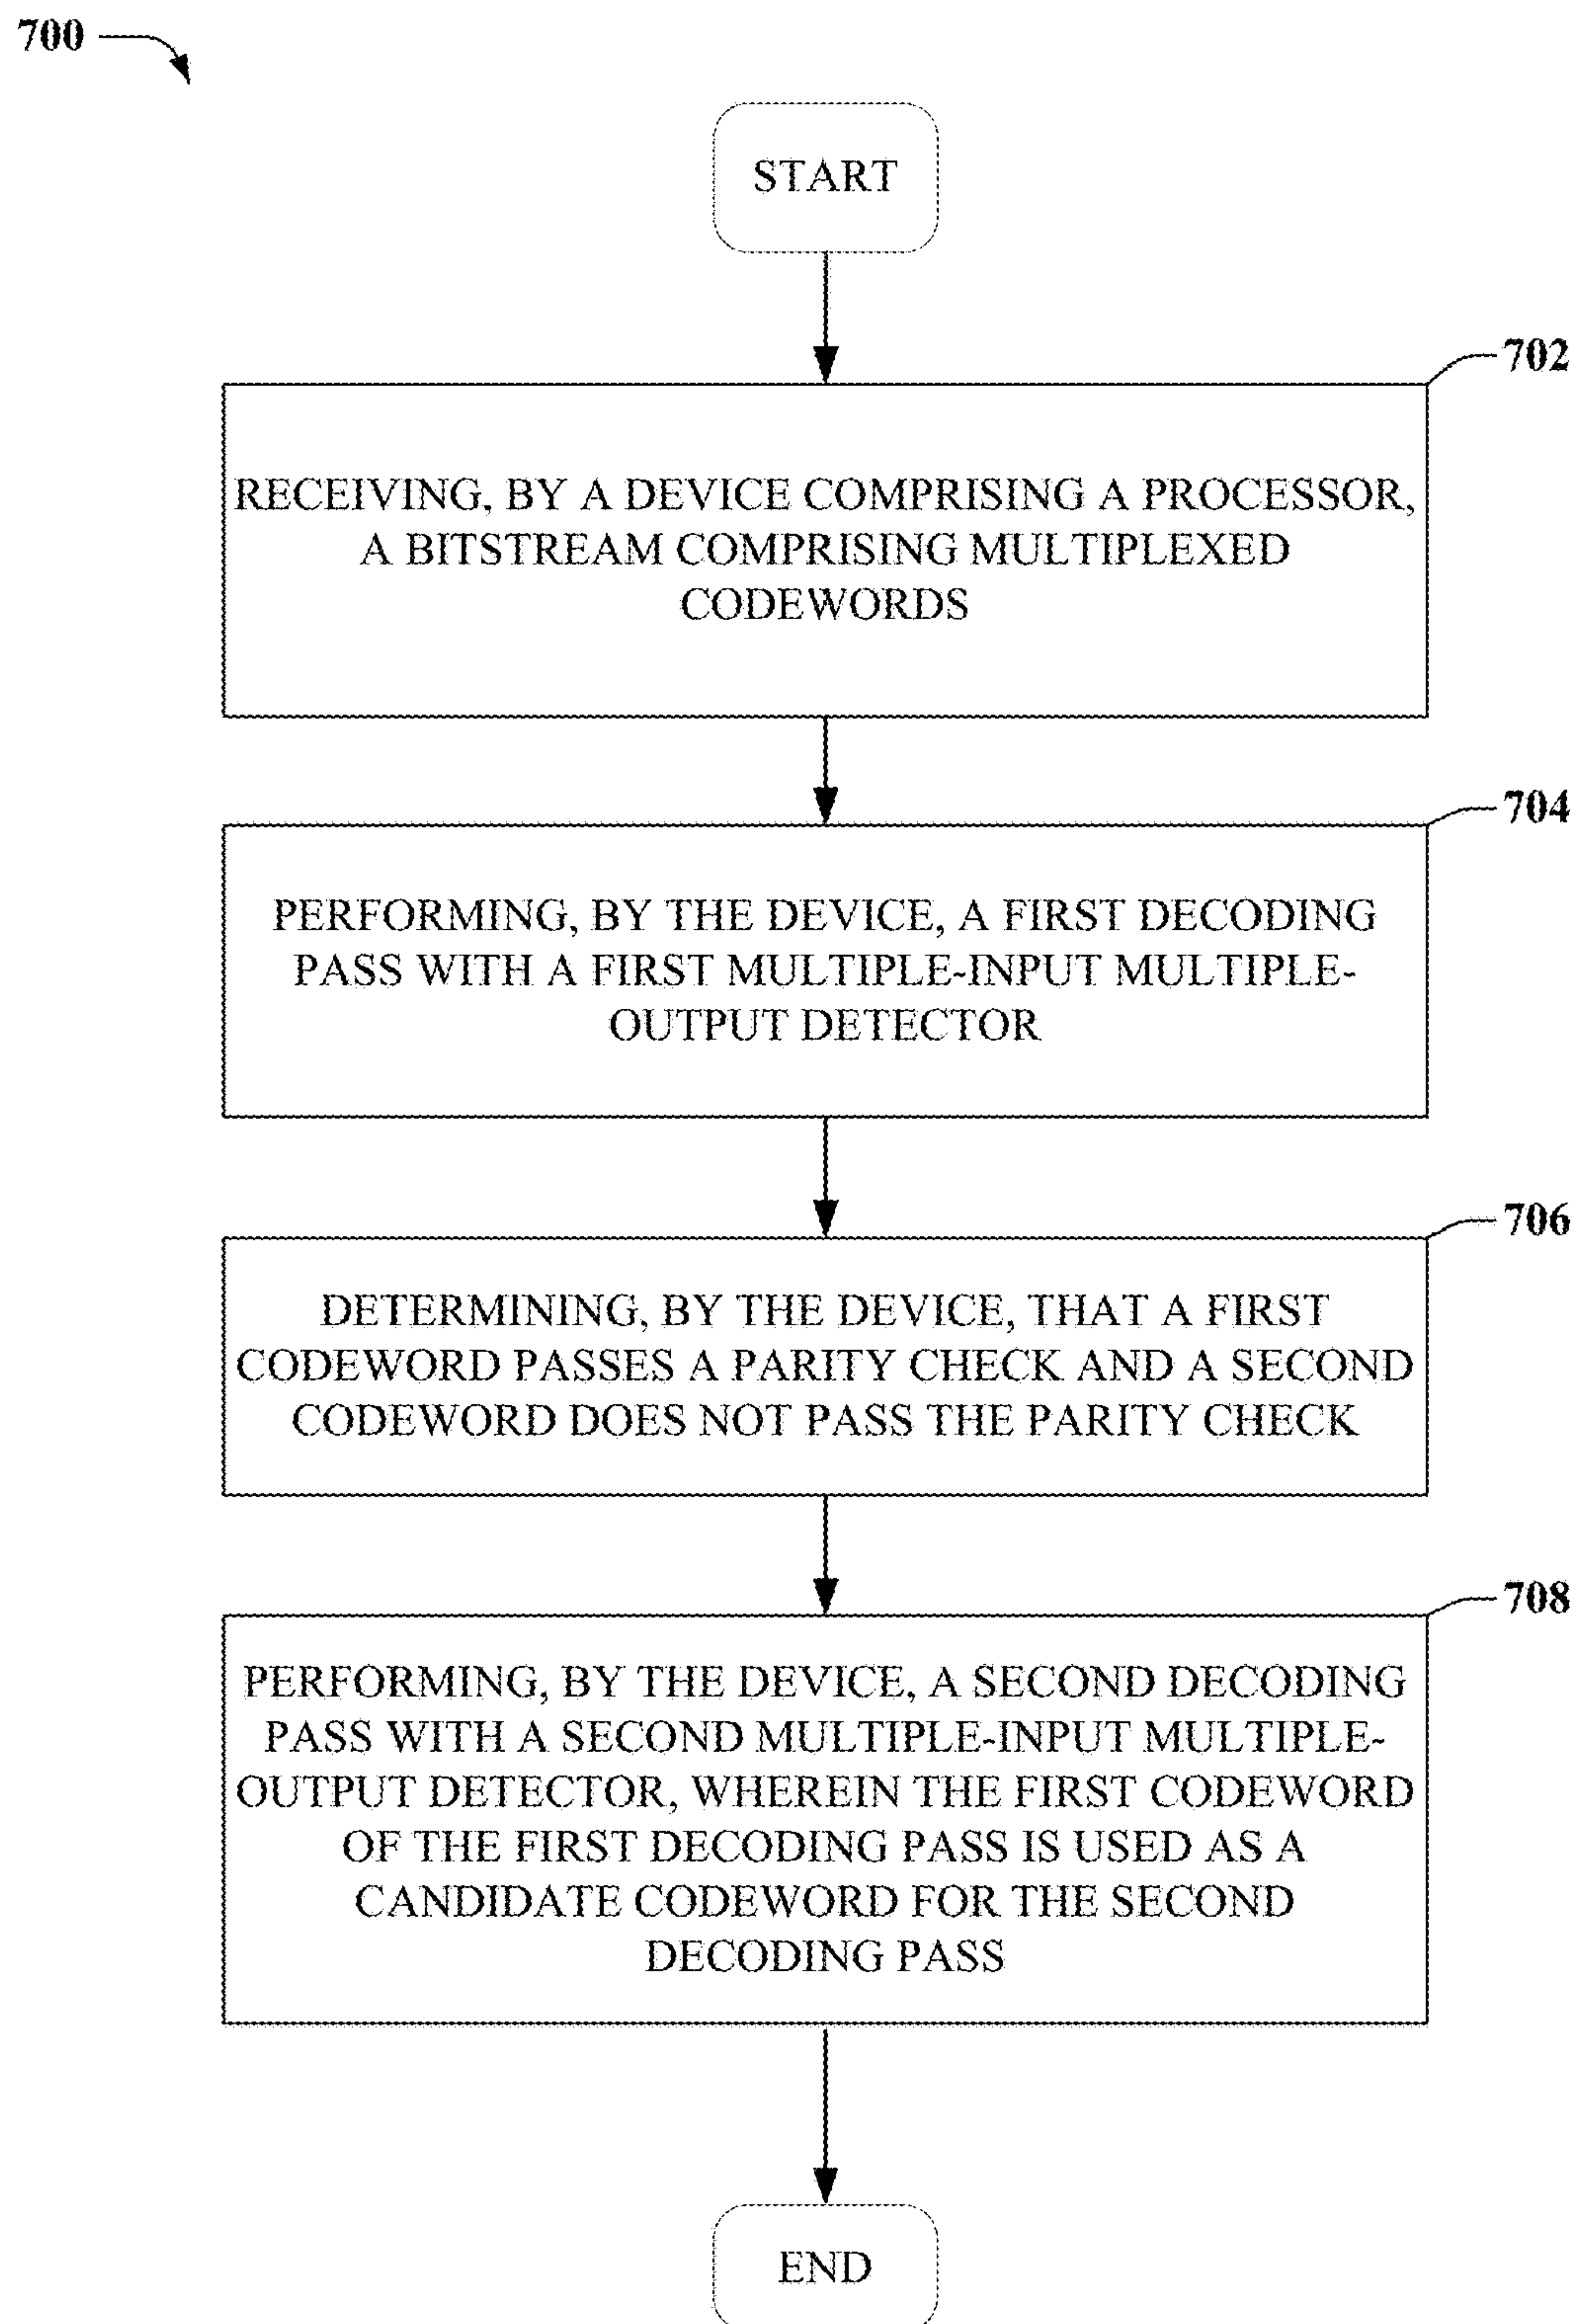 700
START
702
RECEIVING, BY A DEVICE COMPRISING A PROCESSOR,
A BITSTREAM COMPRISING MULTIPLEXED
CODEWORDS
704
PERFORMING, BY THE DEVICE, A FIRST DECODING
PASS WITH A FIRST MULTIPLE-INPUT MULTIPLE-
OUTPUT DETECTOR
706
DETERMINING, BY THE DEVICE, THAT A FIRST
CODEWORD PASSES A PARITY CHECK AND A SECOND
CODEWORD DOES NOT PASS THE PARITY CHECK
708
PERFORMING, BY THE DEVICE, A SECOND DECODING
PASS WITH A SECOND MULTIPLE-INPUT MULTIPLE-
OUTPUT DETECTOR, WHEREIN THE FIRST CODEWORD
OF THE FIRST DECODING PASS IS USED AS A
CANDIDATE CODEWORD FOR THE SECOND
DECODING PASS
END